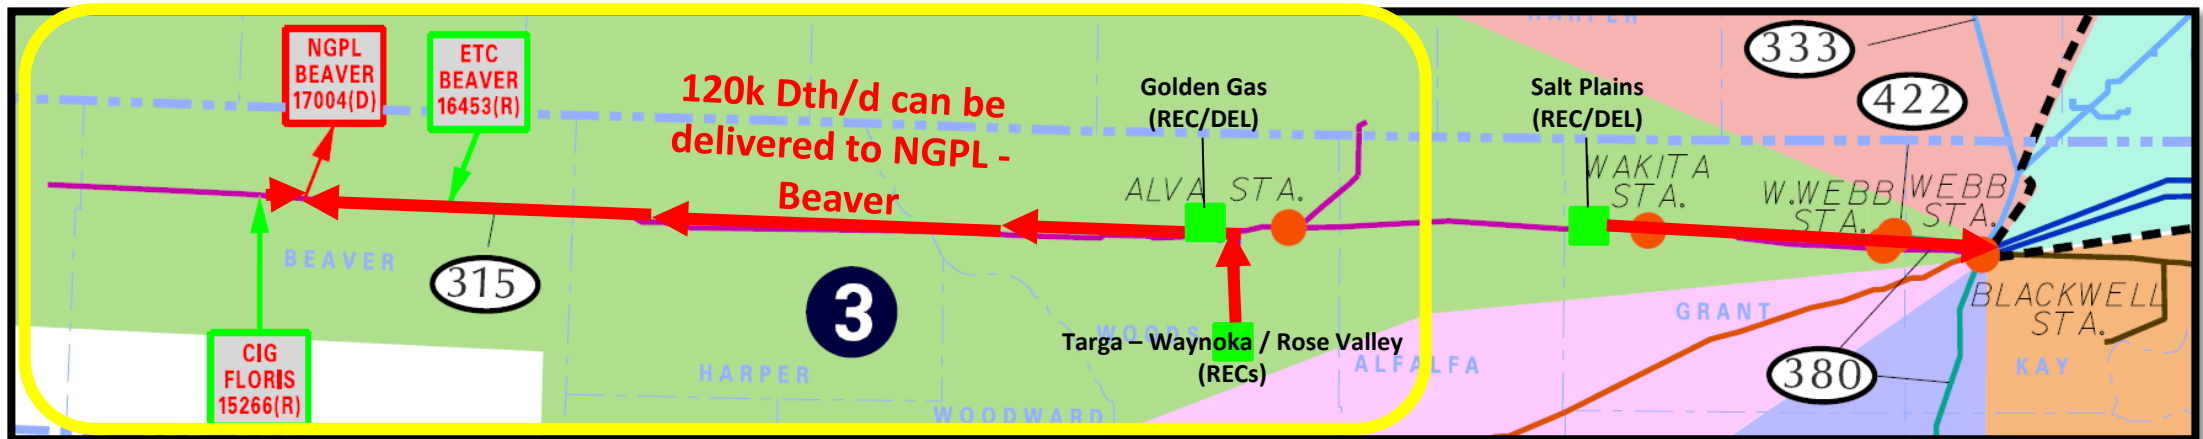 HARPER
NGPL
BEAVER
17004(D)
ETC
BEAVER
16453(R)
120k Dth/d can be
delivered to NGPL -
Beaver
Golden Gas
(REC/DEL)
Salt Plains
(REC/DEL)
333
422
ALVA STA.
WAKITA
STA.
W.WEBB
STA.
WEBB
STA.
BEAVER
315
3
CIG
FLORIS
15266(R)
HARPER
WOODS
Targa – Waynoka / Rose Valley
(RECs)
WOODWARD
ALFALFA
GRANT
BLACKWELL
STA.
380
KAY